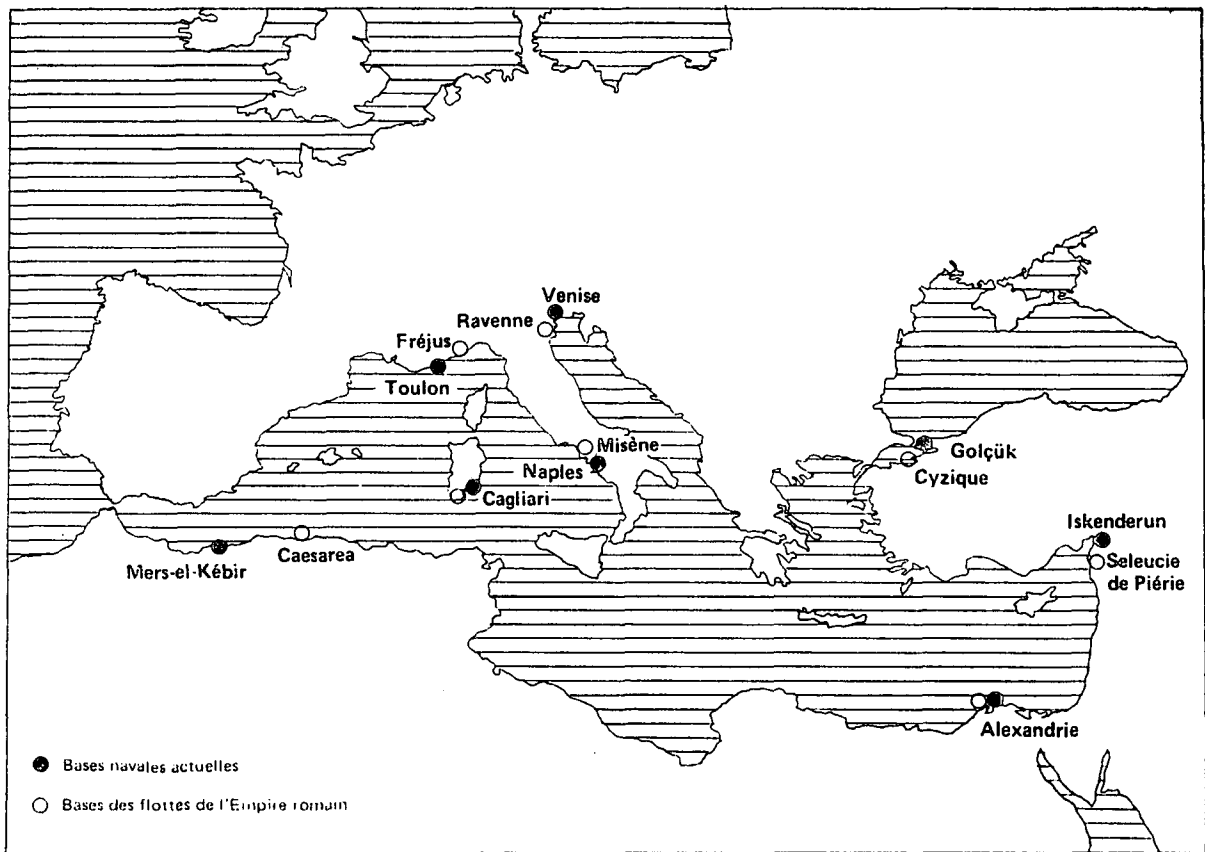 Venise
Ravenne
Fréjus
Toulon
Misène
Naples
Cagliari
Golçük
Cyzique
Iskenderun
Seleucie
de Piérie
Mers-el-Kébir
Caesarea
Alexandrie
Bases navales actuelles
Bases des flottes de l'Empire romain